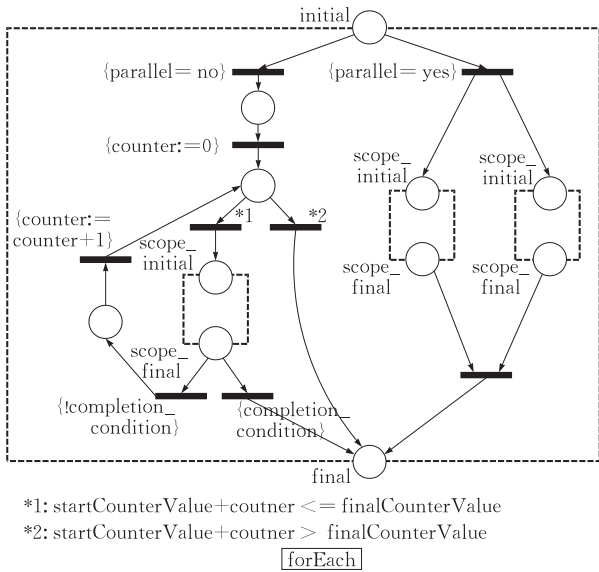 initial
{parallel= no}
{parallel= yes}
{counter:=0}
scope_
initial
scope_
initial
*1
*2
{counter:=
counter+1}
scope_
initial
scope_
final
scope_
final
scope_
final
{!completion_
condition}
{completion_
condition}
final
*1: startCounterValue+coutner <= finalCounterValue
*2: startCounterValue+coutner > finalCounterValue
forEach